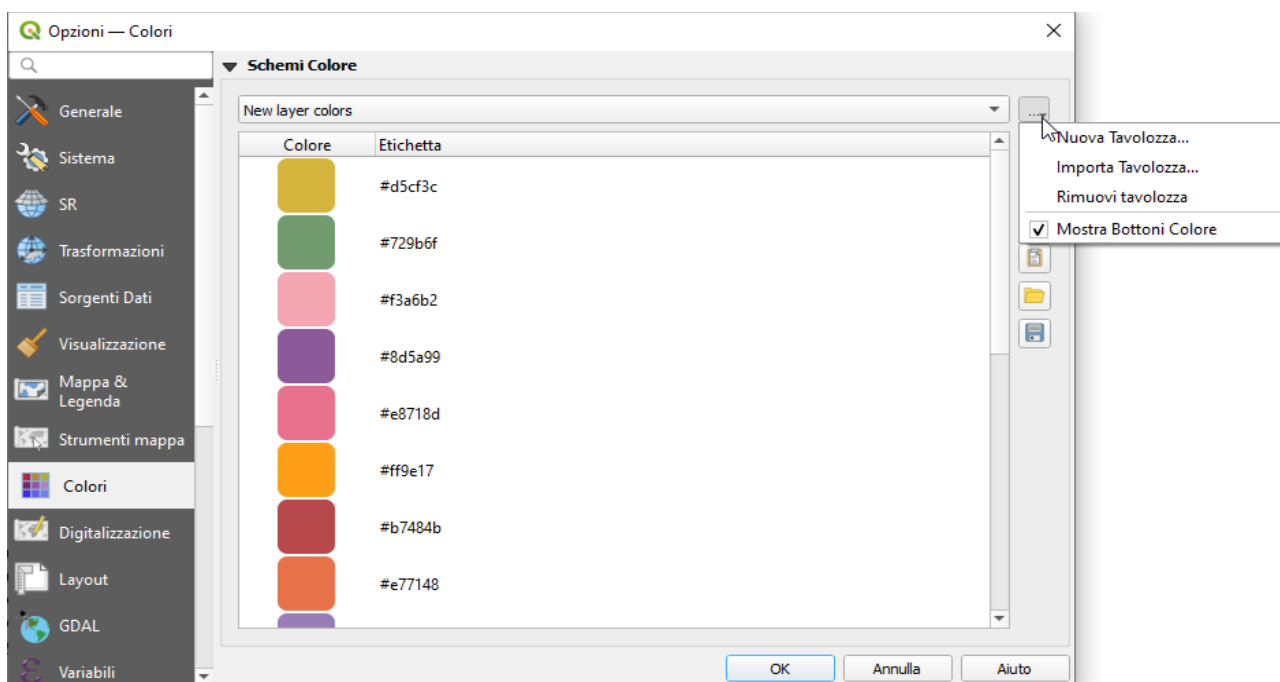 Opzioni — Colori
Schemi Colore
Generale
Sistema
SR
Trasformazioni
Sorgenti Dati
Visualizzazione
Mappa &
Legenda
Strumenti mappa
Colori
Digitalizzazione
Layout
GDAL
Variabili
New layer colors
...
Colore Etichetta
#d5cf3c
#729b6f
#f3a6b2
#8d5a99
#e8718d
#ff9e17
#b7484b
#e77148
Nuova Tavolozza...
Importa Tavolozza...
Rimuovi tavolozza
Mostra Bottoni Colore
OK Annulla Aiuto